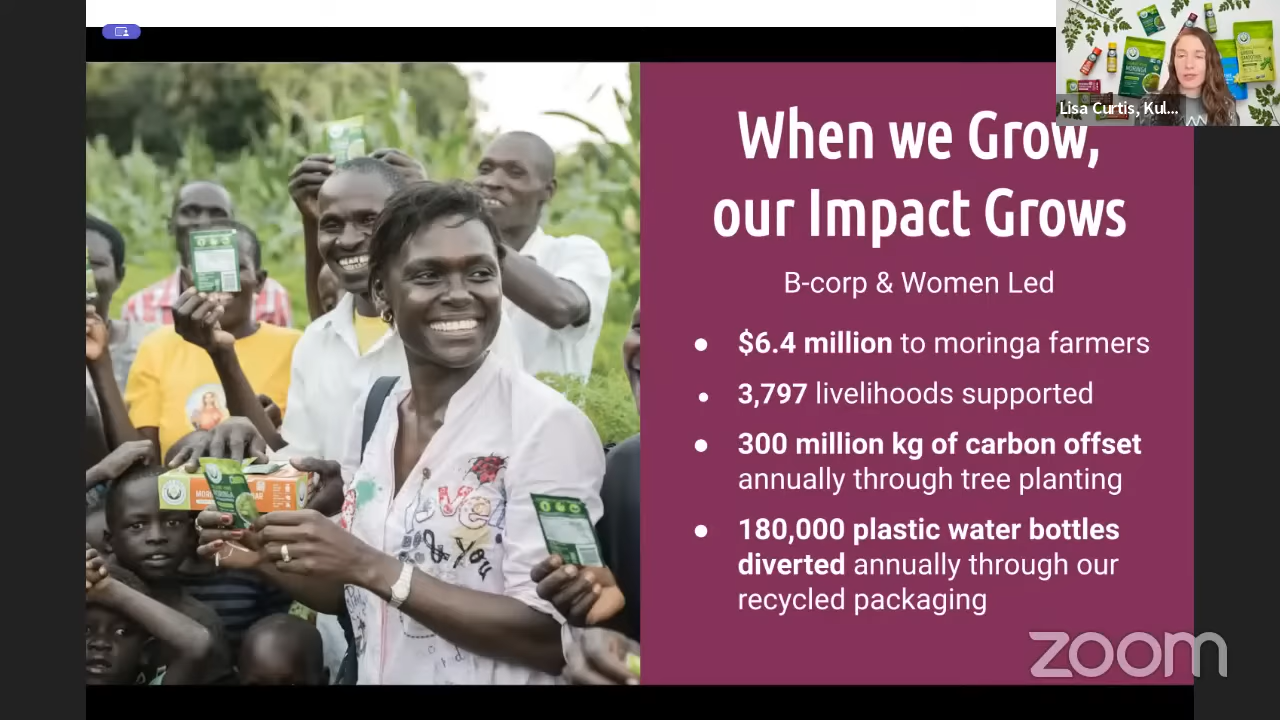 Lisa Curtis, Kul...
When we Grow,
our Impact Grows
B-corp & Women Led
● $6.4 million to moringa farmers
● 3,797 livelihoods supported
● 300 million kg of carbon offset
annually through tree planting
● 180,000 plastic water bottles
diverted annually through our
recycled packaging
MORINGA
& YOU
zoom